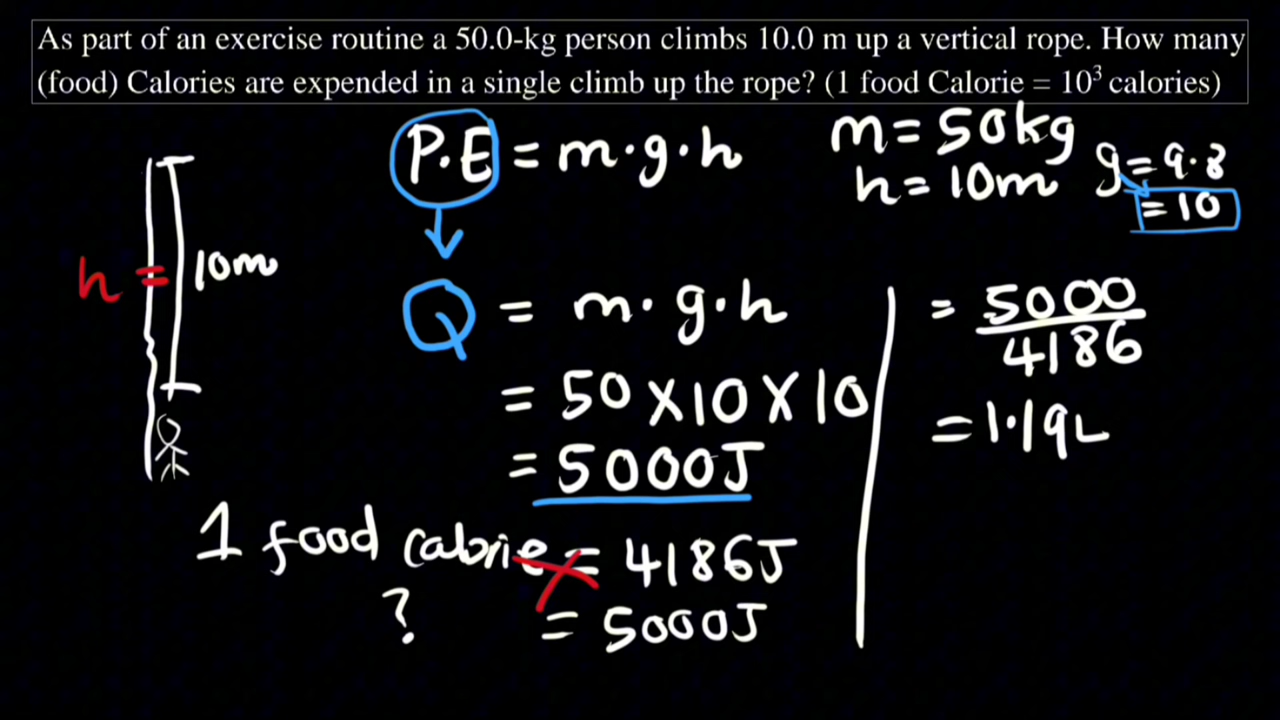 As part of an exercise routine a 50.0-kg person climbs 10.0 m up a vertical rope. How many
(food) Calories are expended in a single climb up the rope? (1 food Calorie = 10³ calories)
P.E = m·g·h
m = 50kg
h = 10m
g = 9.8
= 10
h = 10m
Q = m·g·h
= 50 X 10 X 10
= 5000J
1 food calorie = 4186J
? = 5000J
= 5000
4186
= 1.19